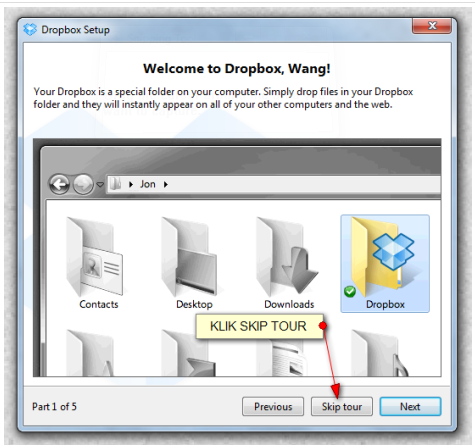 Dropbox Setup
Welcome to Dropbox, Wang!
Your Dropbox is a special folder on your computer. Simply drop files in your Dropbox
folder and they will instantly appear on all of your other computers and the web.
Jon
Contacts
Desktop
Downloads
Dropbox
KLIK SKIP TOUR
Part 1 of 5
Previous
Skip tour
Next